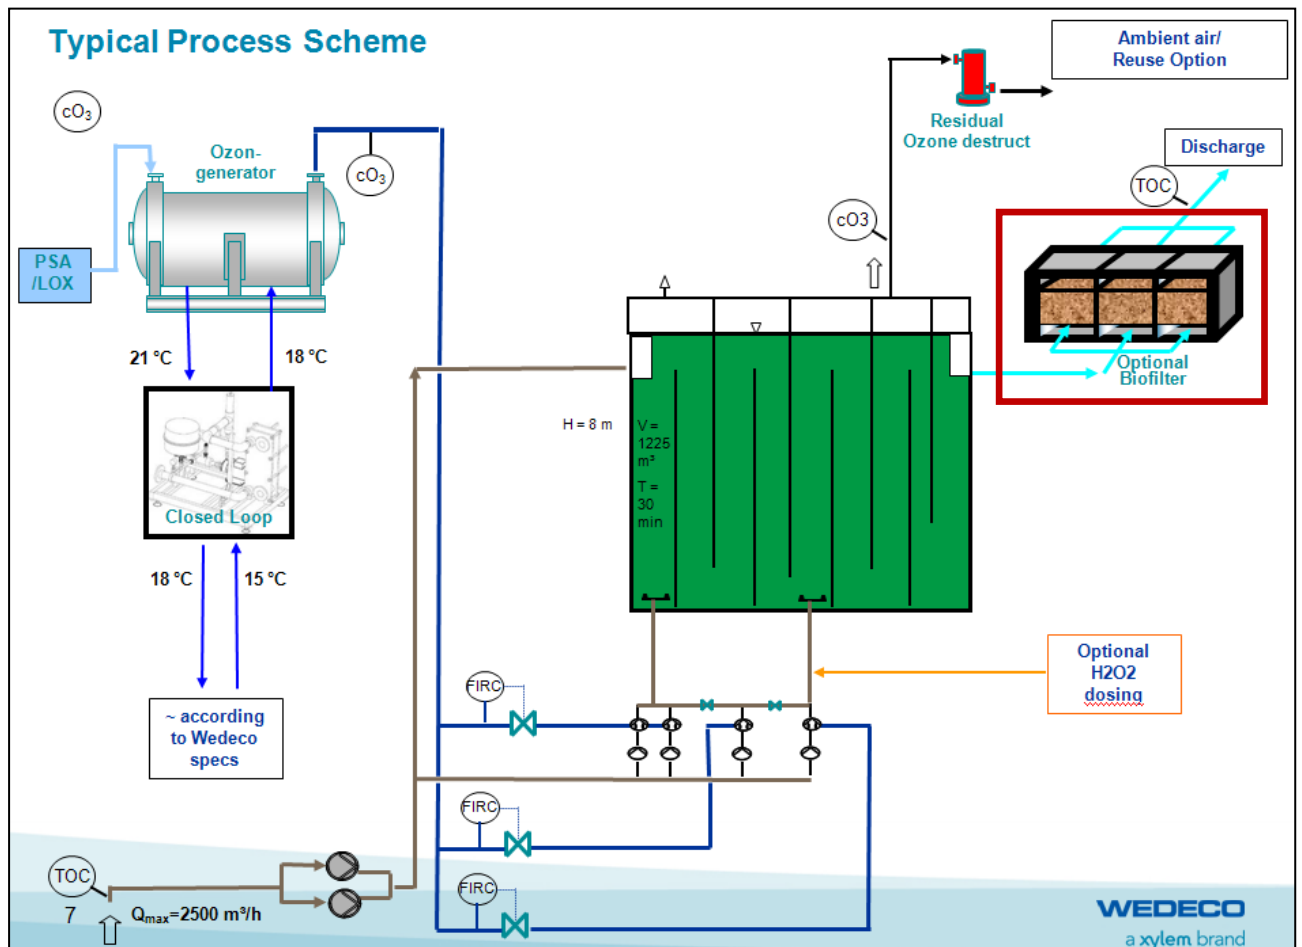 Typical Process Scheme
Ambient air/
Reuse Option
cO₃
Residual
Ozone destruct
Ozon-
generator
cO₃
Discharge
TOC
cO3
PSA
/LOX
21 °C
18 °C
Optional
Biofilter
H = 8 m
V =
1225
m³
T =
30
min
Closed Loop
18 °C
15 °C
Optional
H2O2
dosing
FIRC
~ according
to Wedeco
specs
FIRC
TOC
7
Qmax=2500 m³/h
FIRC
WEDECO
a xylem brand